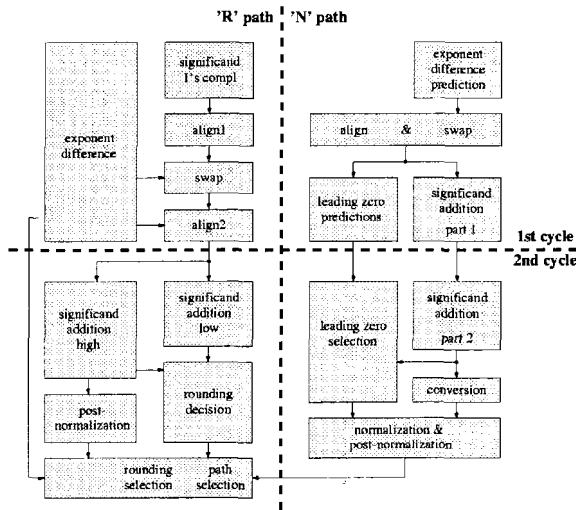 'R' path
'N' path
significand
1's compl
exponent
difference
prediction
align1
align & swap
exponent
difference
swap
leading zero
predictions
significand
addition
part 1
align2
1st cycle
2nd cycle
significand
addition
high
significand
addition
low
leading zero
selection
significand
addition
part 2
rounding
decision
conversion
post-
normalization
normalization &
post-normalization
rounding
selection
path
selection